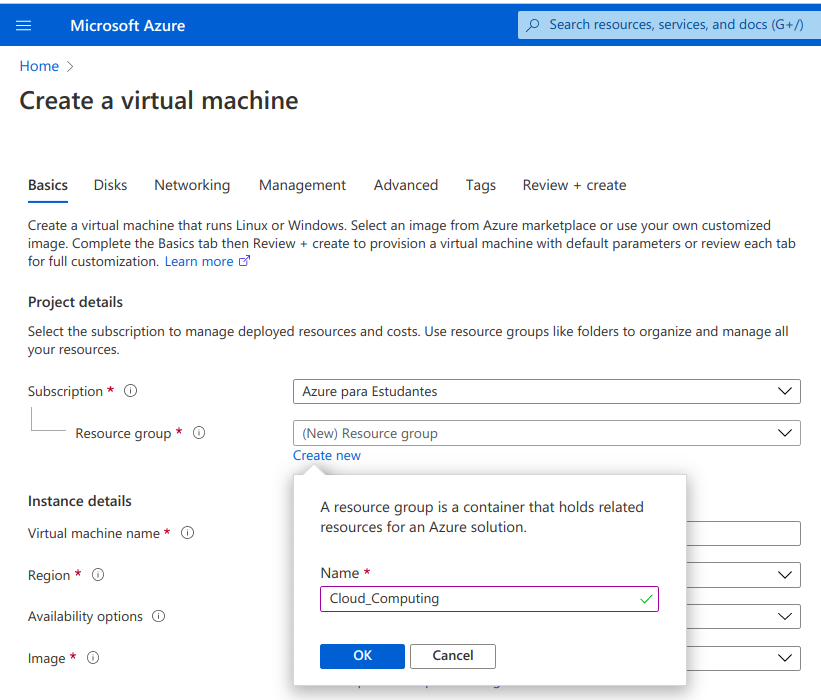 Microsoft Azure
Search resources, services, and docs (G+/)
Home
Create a virtual machine
Basics Disks Networking Management Advanced Tags Review + create
Create a virtual machine that runs Linux or Windows. Select an image from Azure marketplace or use your own customized
image. Complete the Basics tab then Review + create to provision a virtual machine with default parameters or review each tab
for full customization. Learn more
Project details
Select the subscription to manage deployed resources and costs. Use resource groups like folders to organize and manage all
your resources.
Subscription * Azure para Estudantes
Resource group * (New) Resource group
Create new
A resource group is a container that holds related
resources for an Azure solution.
Name *
Cloud_Computing
OK Cancel
Instance details
Virtual machine name *
Region *
Availability options
Image *